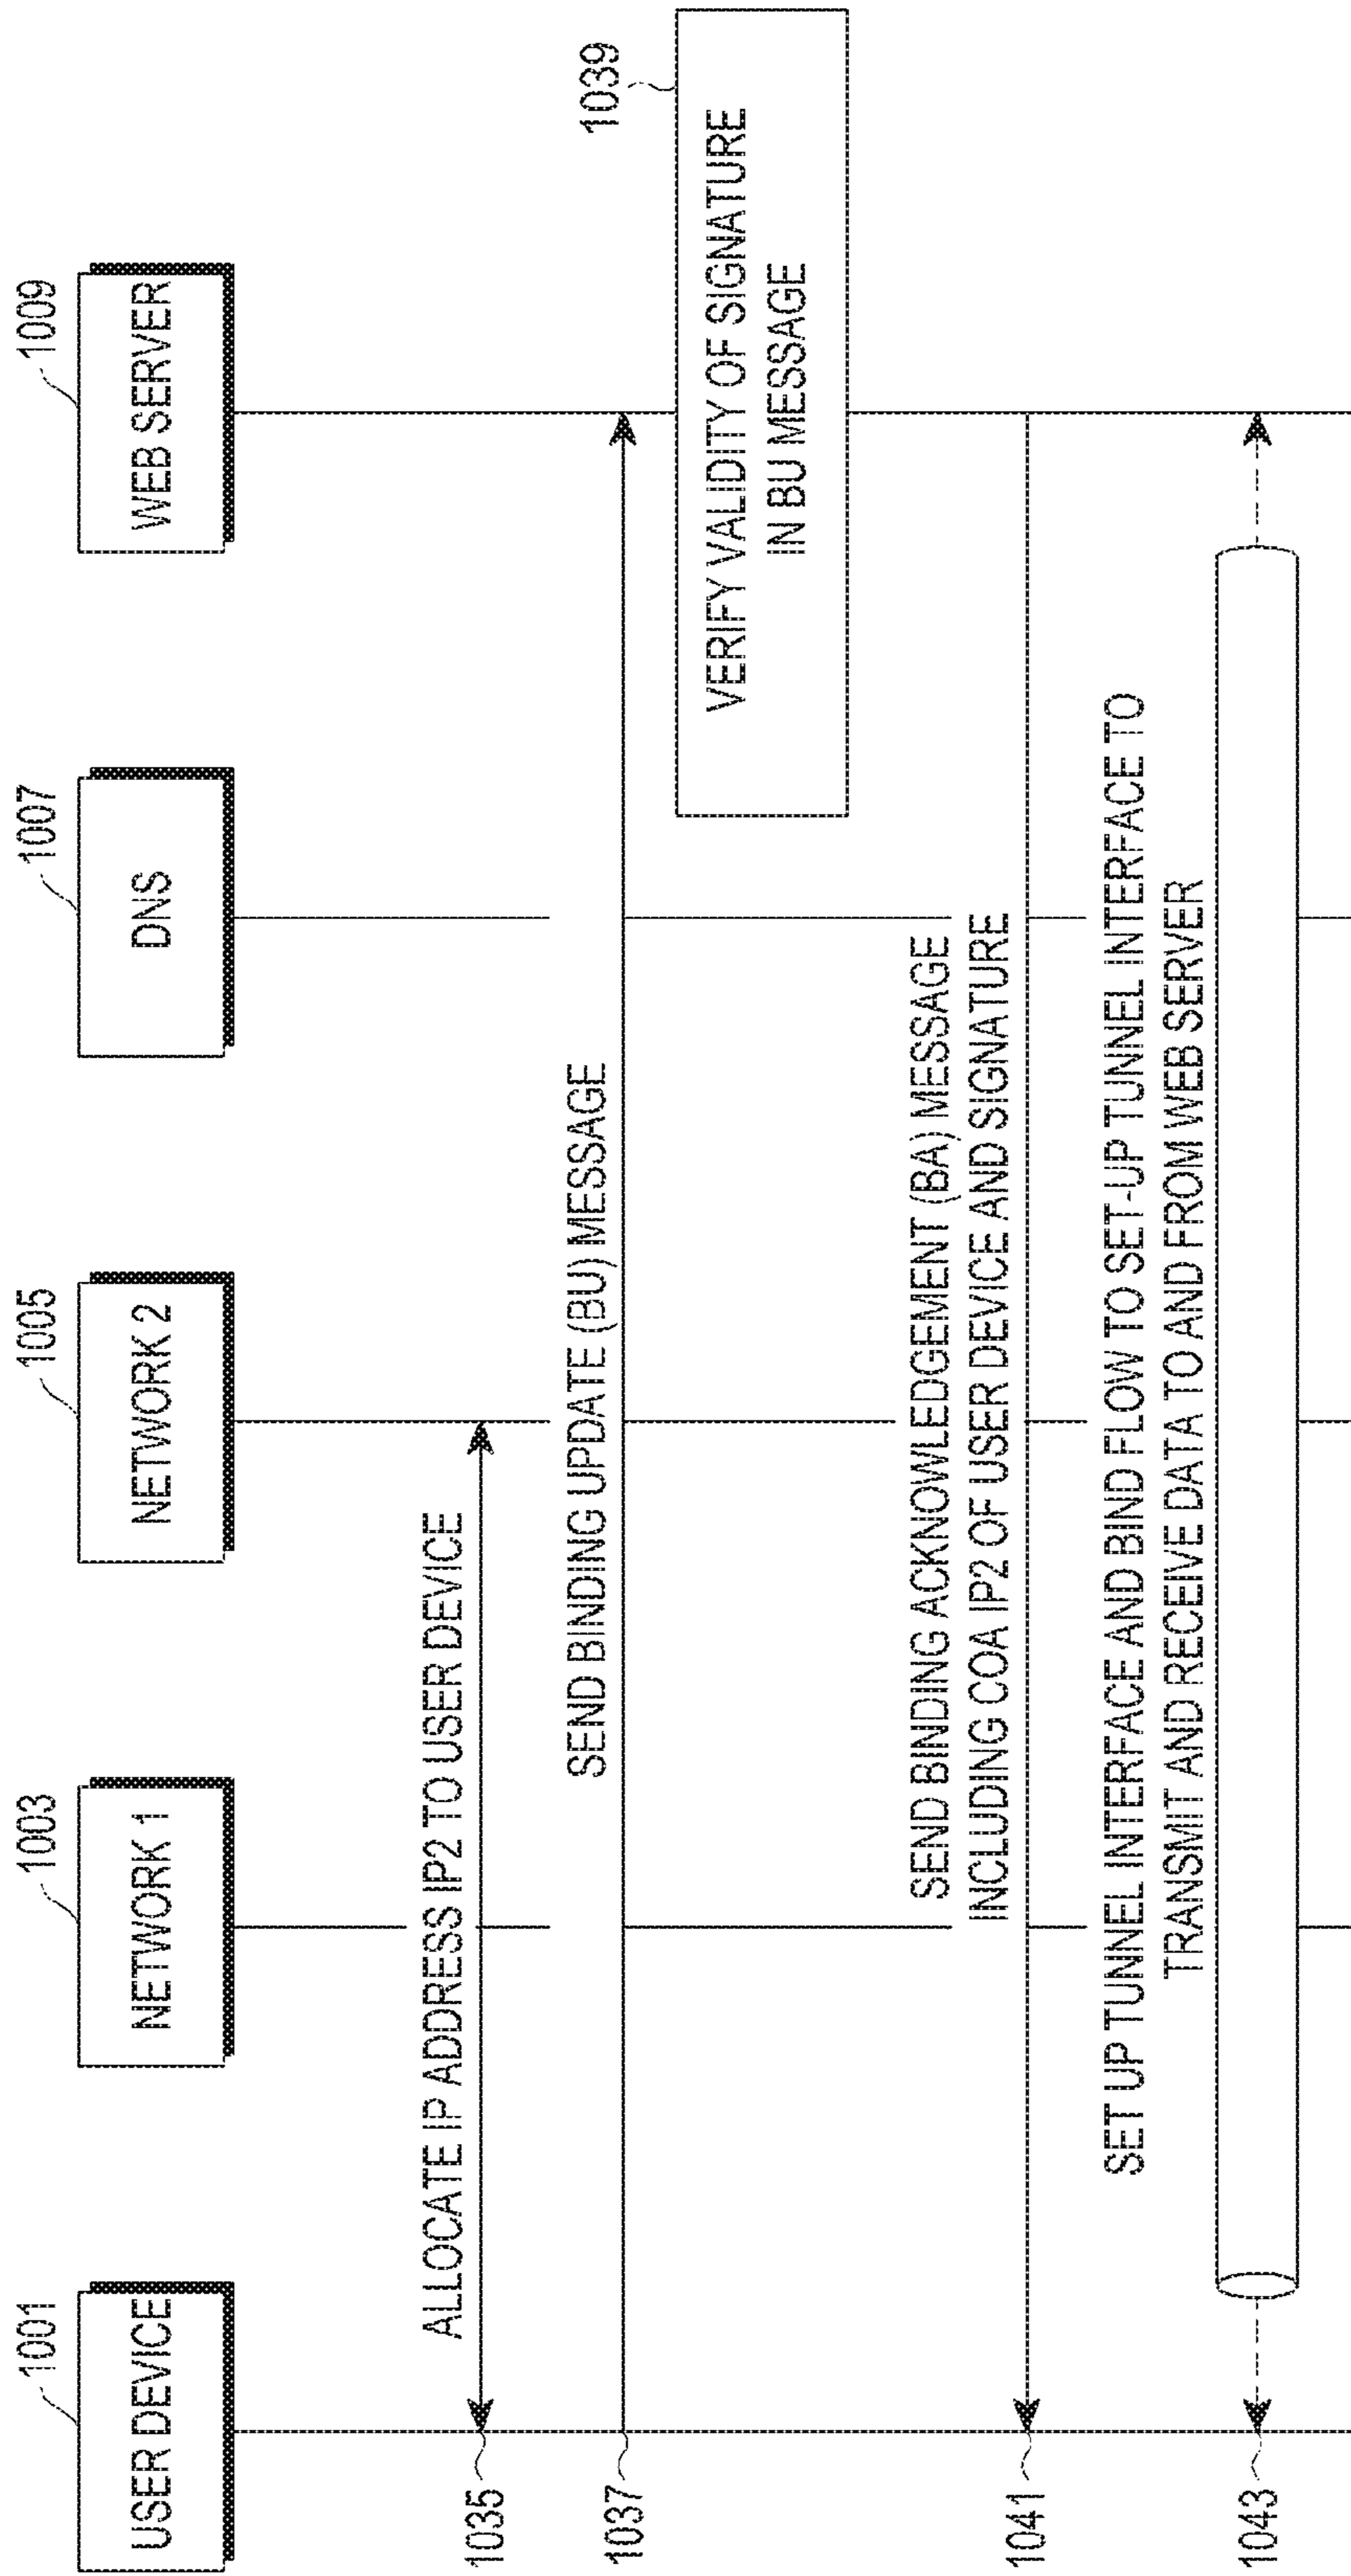 1001
1003
1005
1007
1009
USER DEVICE
NETWORK 1
NETWORK 2
DNS
WEB SERVER
ALLOCATE IP ADDRESS IP2 TO USER DEVICE
1035
SEND BINDING UPDATE (BU) MESSAGE
1037
1039
VERIFY VALIDITY OF SIGNATURE
IN BU MESSAGE
SEND BINDING ACKNOWLEDGEMENT (BA) MESSAGE
INCLUDING COA IP2 OF USER DEVICE AND SIGNATURE
1041
SET UP TUNNEL INTERFACE AND BIND FLOW TO SET-UP TUNNEL INTERFACE TO
TRANSMIT AND RECEIVE DATA TO AND FROM WEB SERVER
1043